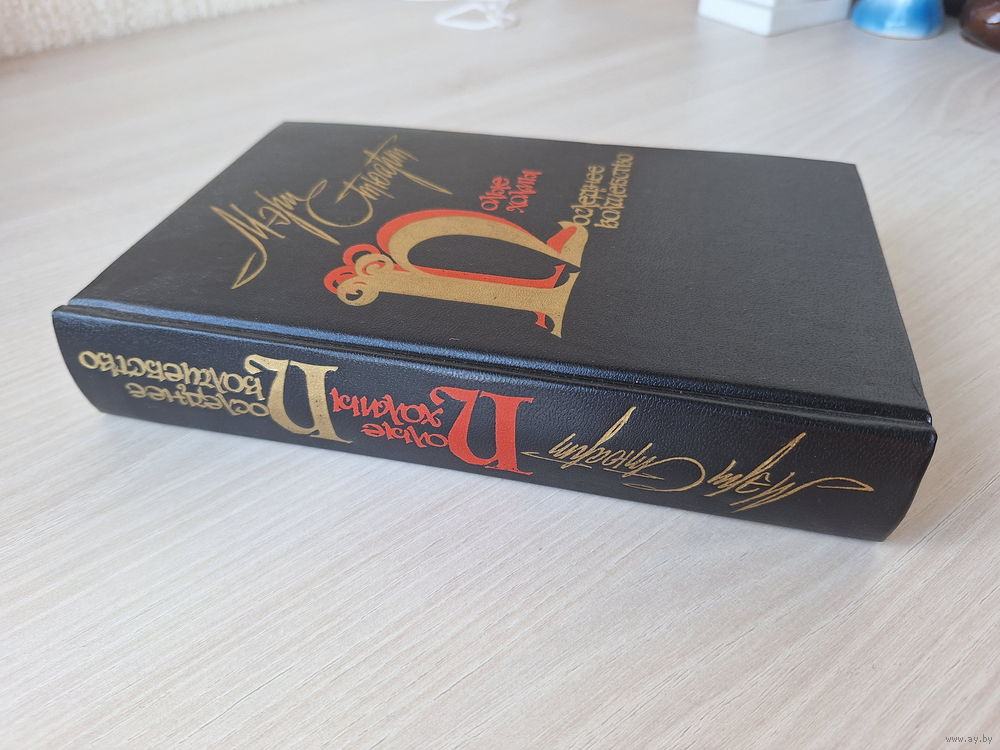 Мэри
Стюарт
Полые
холмы
Последнее
волшебство
Мэри Стюарт
Полые
холмы
Последнее
волшебство
www.ay.by